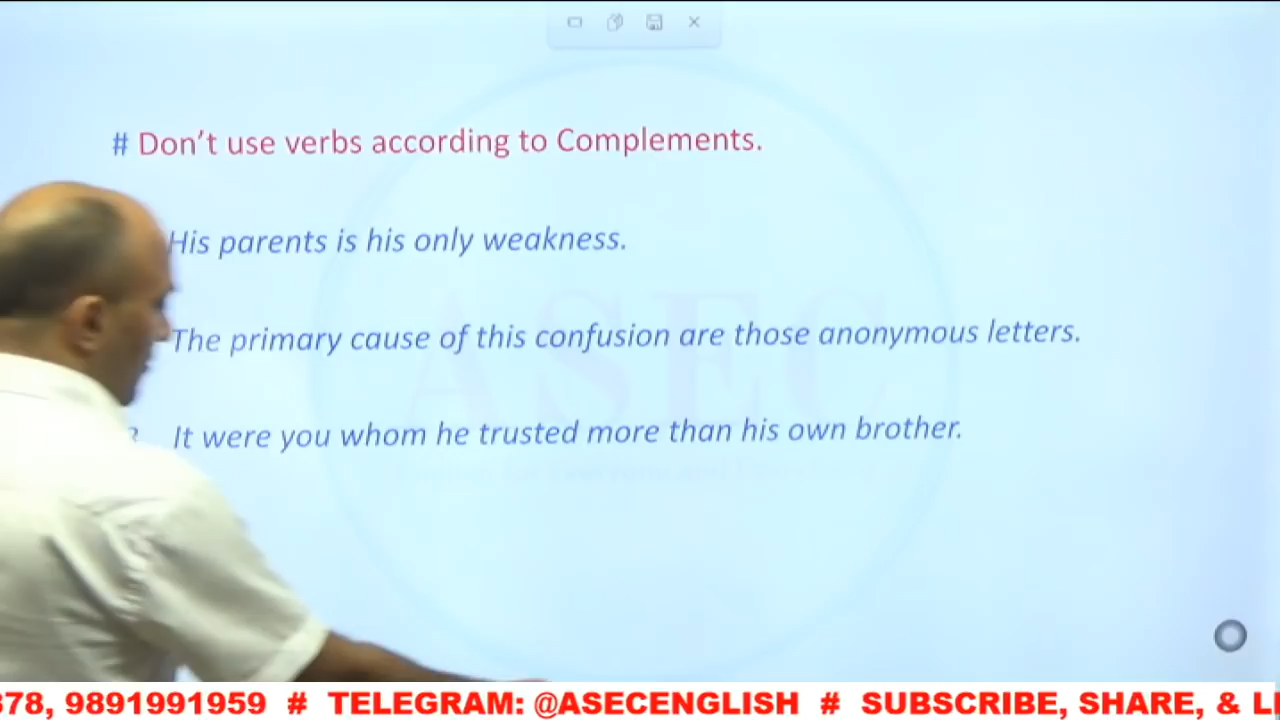 # Don't use verbs according to Complements.
His parents is his only weakness.
The primary cause of this confusion are those anonymous letters.
It were you whom he trusted more than his own brother.
ASEC
378, 9891991959 # TELEGRAM: @ASECENGLISH # SUBSCRIBE, SHARE, & LI